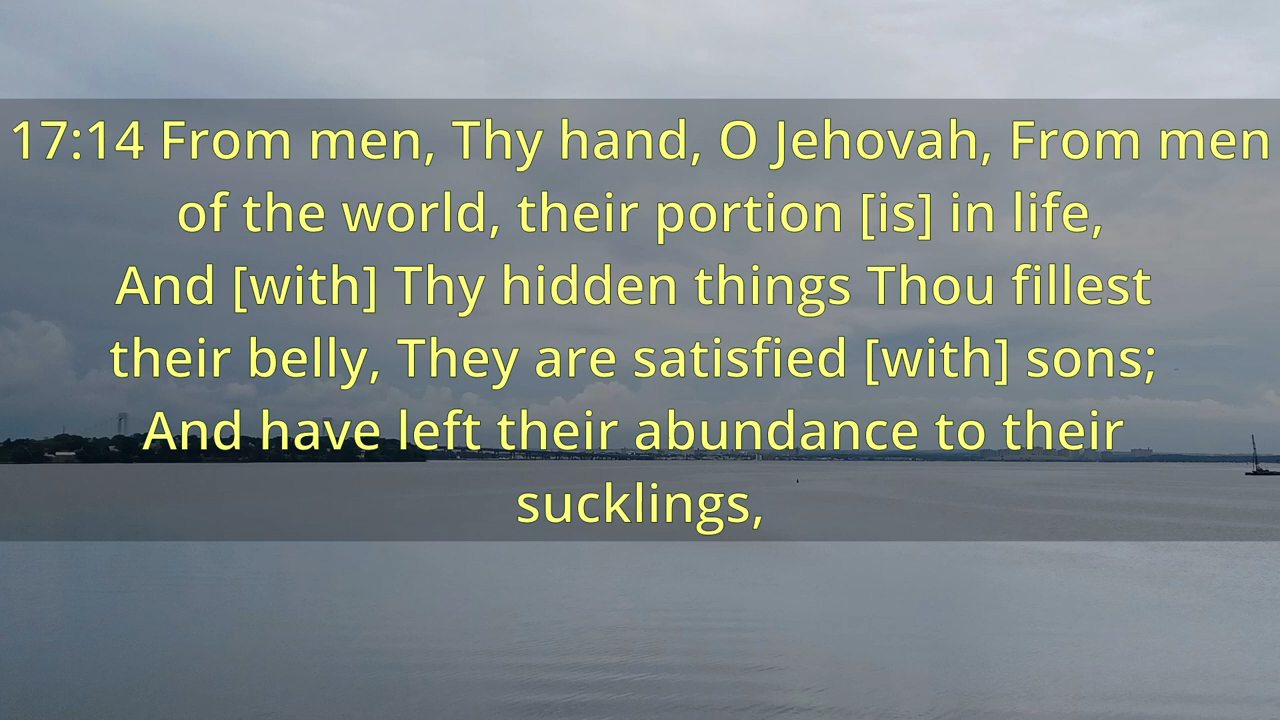 17:14 From men, Thy hand, O Jehovah, From men
of the world, their portion [is] in life,
And [with] Thy hidden things Thou fillest
their belly, They are satisfied [with] sons;
And have left their abundance to their
sucklings,